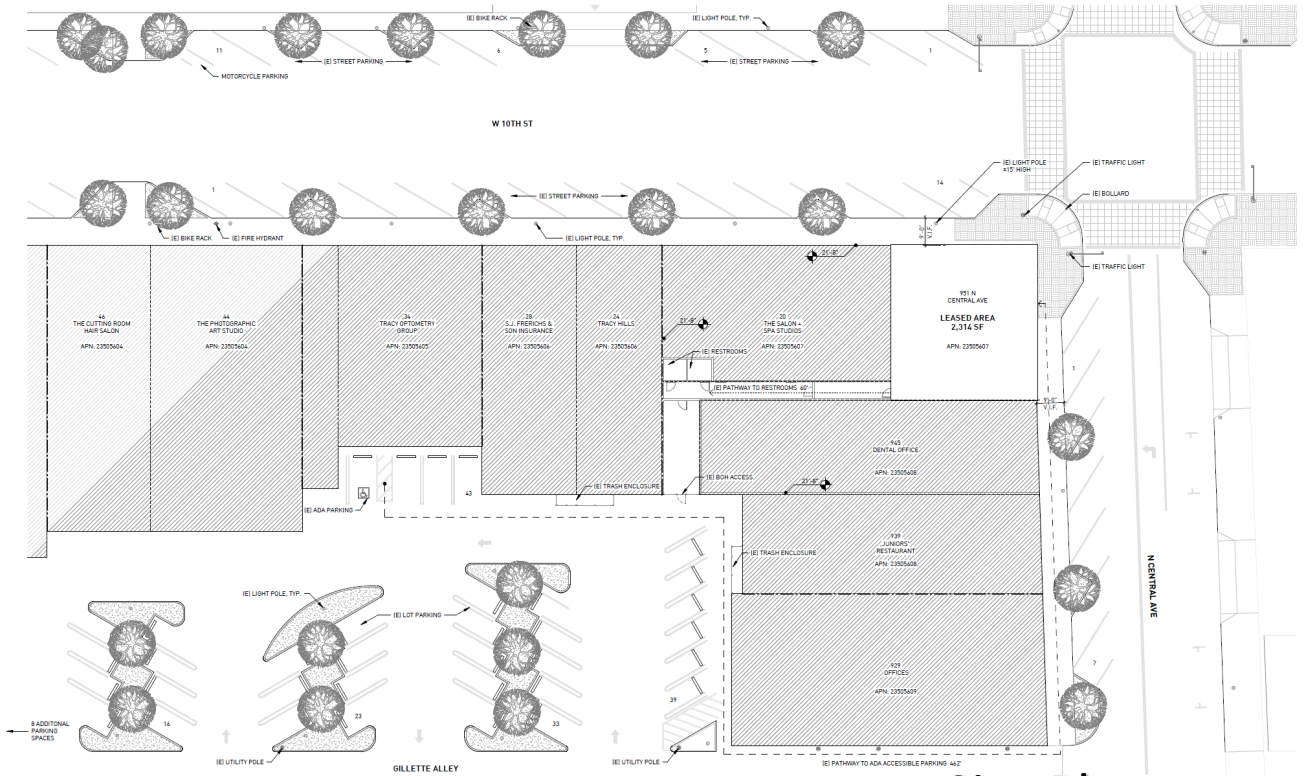 (E) BIKE RACK
(E) LIGHT POLE, TYP.
11
6
5
1
(E) STREET PARKING
(E) STREET PARKING
MOTORCYCLE PARKING
W 10TH ST
(E) LIGHT POLE
±15' HIGH
(E) TRAFFIC LIGHT
(E) BOLLARD
1
(E) STREET PARKING
14
(E) BIKE RACK
(E) FIRE HYDRANT
(E) LIGHT POLE, TYP.
9'-0"
V.I.F.
21'-8"
(E) TRAFFIC LIGHT
46
THE CUTTING ROOM
HAIR SALON
APN: 23505604
44
THE PHOTOGRAPHIC
ART STUDIO
APN: 23505604
34
TRACY OPTOMETRY
GROUP
APN: 23505605
28
S.J. FRERICHS &
SON INSURANCE
APN: 23505606
24
TRACY HILLS
APN: 23505606
21'-8"
20
THE SALON +
SPA STUDIOS
APN: 23505607
951 N
CENTRAL AVE
LEASED AREA
2,314 SF
APN: 23505607
(E) RESTROOMS
1
(E) PATHWAY TO RESTROOMS 60'
9'-0"
V.I.F.
945
DENTAL OFFICE
APN: 23505608
(E) BOH ACCESS
21'-8"
(E) TRASH ENCLOSURE
43
(E) ADA PARKING
939
JUNIORS'
RESTAURANT
APN: 23505608
(E) TRASH ENCLOSURE
N CENTRAL AVE
(E) LIGHT POLE, TYP.
(E) LOT PARKING
929
OFFICES
APN: 23505609
7
39
16
23
33
8 ADDITONAL
PARKING
SPACES
(E) UTILITY POLE
(E) UTILITY POLE
(E) PATHWAY TO ADA ACCESSIBLE PARKING 462'
GILLETTE ALLEY